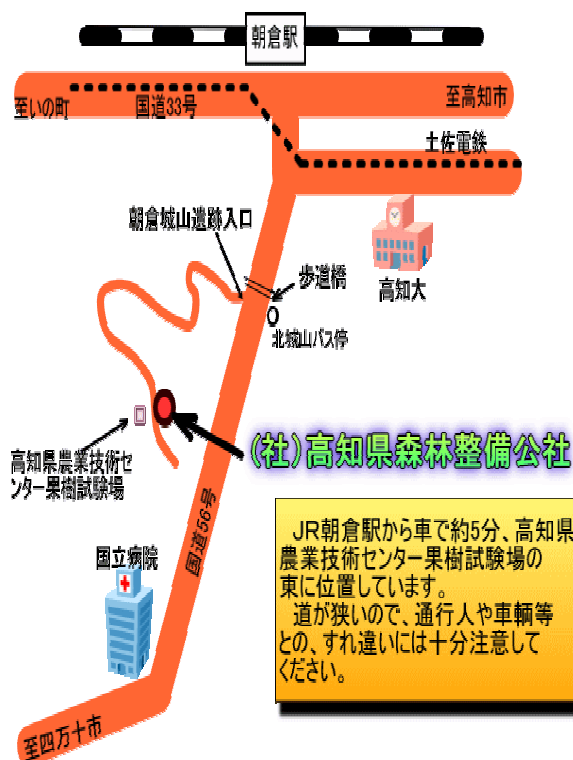 朝倉駅
至いの町
国道33号
至高知市
土佐電鉄
朝倉城山遺跡入口
歩道橋
高知大
北城山バス停
(社)高知県森林整備公社
高知県農業技術セ
ンター果樹試験場
国道56号
国立病院
JR朝倉駅から車で約5分、高知県
農業技術センター果樹試験場の
東に位置しています。
道が狭いので、通行人や車輌等
との、すれ違いには十分注意して
ください。
至四万十市